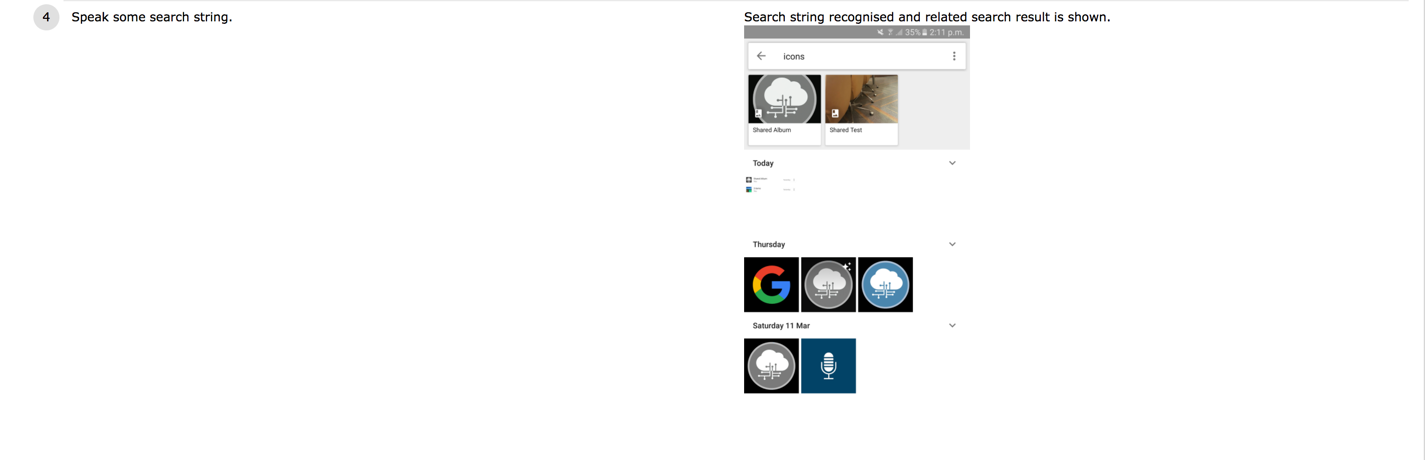 4 Speak some search string.
Search string recognised and related search result is shown.
35% 2:11 p.m.
icons
Shared Album
Shared Test
Today
Thursday
Saturday 11 Mar